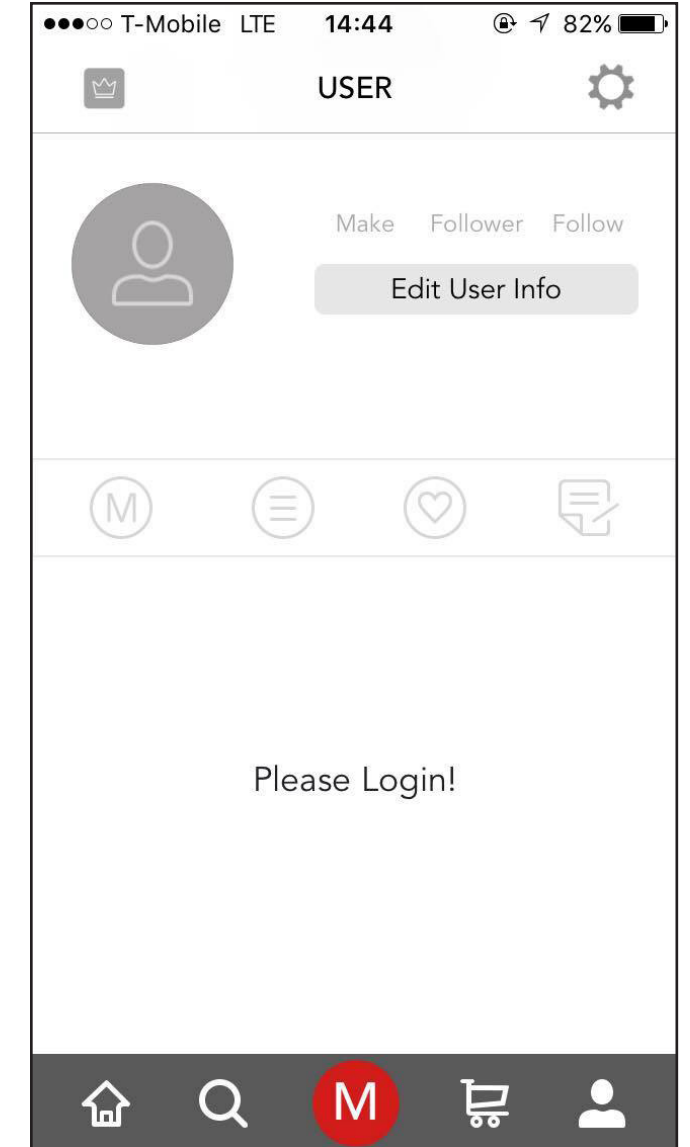 T-Mobile LTE 14:44 82%
USER
Make Follower Follow
Edit User Info
M
Please Login!
M